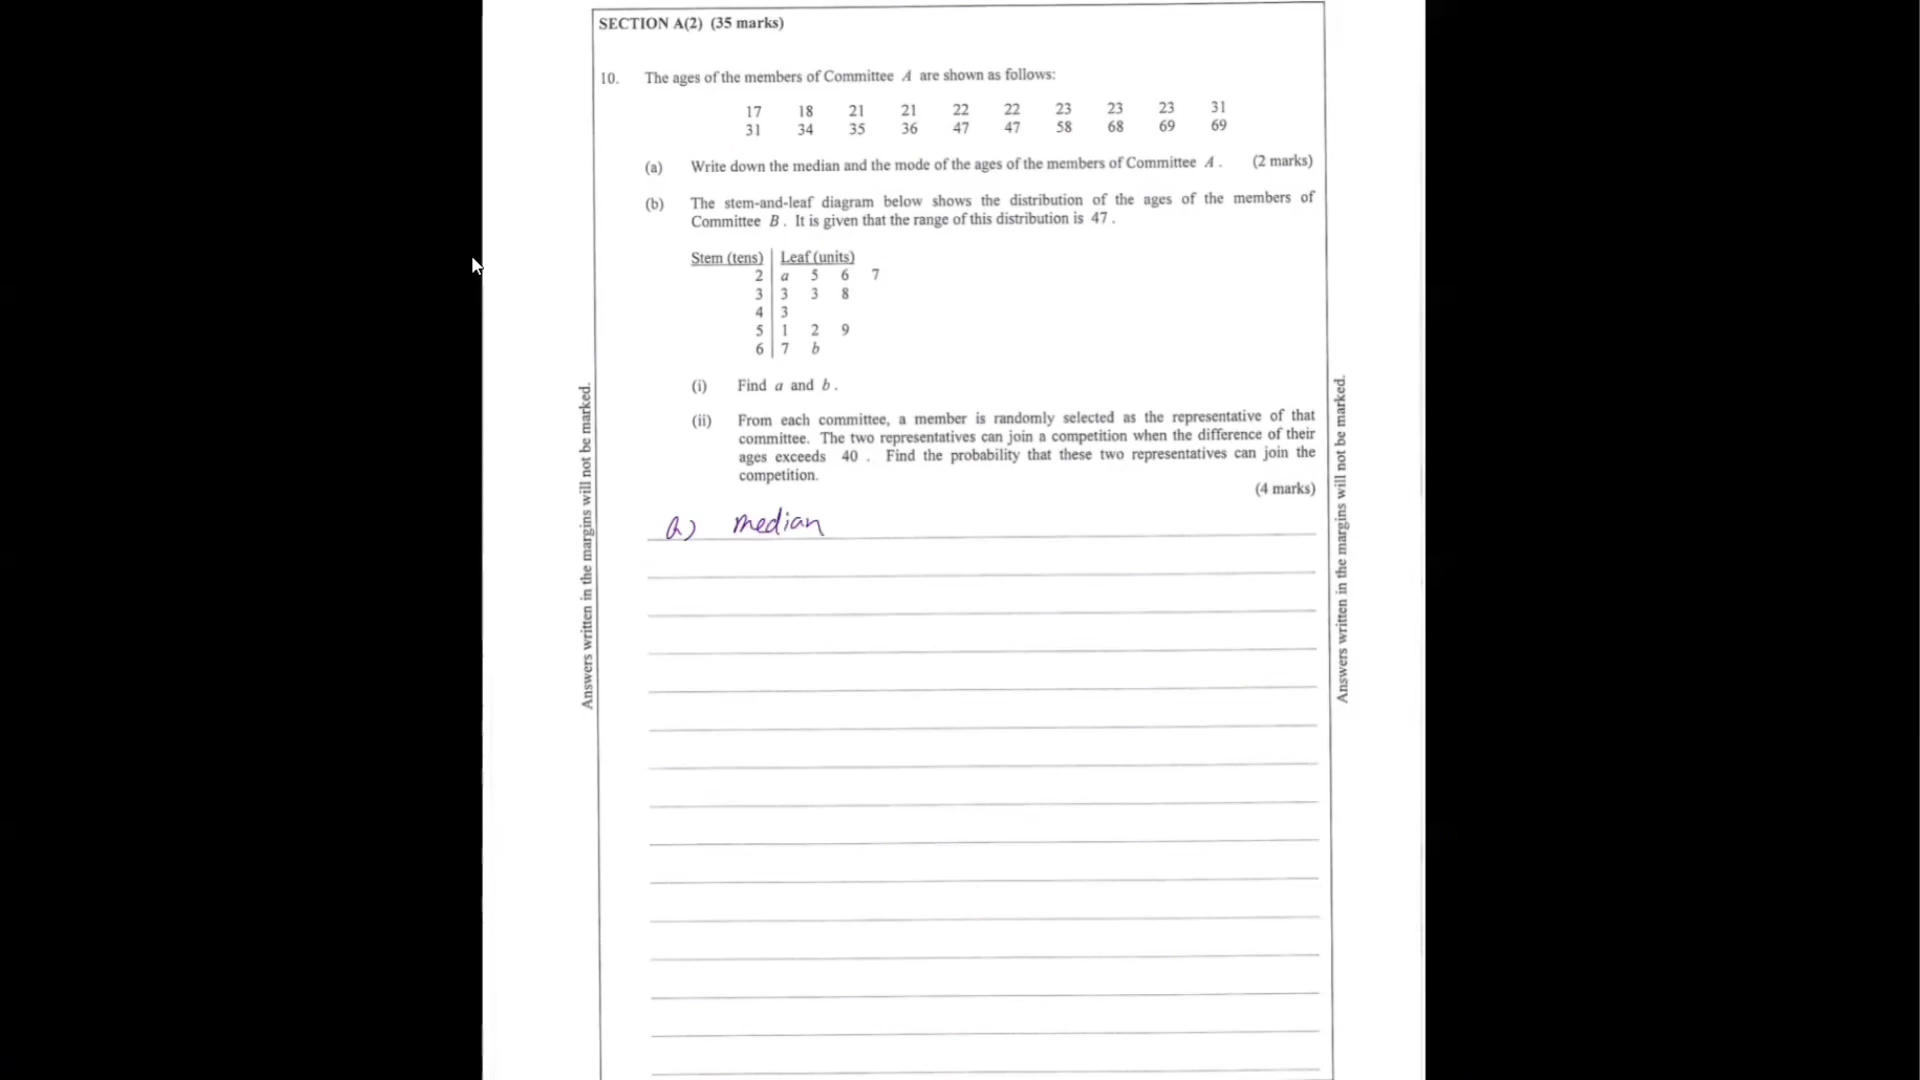 SECTION A(2) (35 marks)
10. The ages of the members of Committee A are shown as follows:
17 18 21 21 22 22 23 23 23 31
31 34 35 36 47 47 58 68 69 69
(a) Write down the median and the mode of the ages of the members of Committee A . (2 marks)
(b) The stem-and-leaf diagram below shows the distribution of the ages of the members of
Committee B . It is given that the range of this distribution is 47 .
Stem (tens) Leaf (units)
2 a 5 6 7
3 3 3 8
4 3
5 1 2 9
6 7 b
(i) Find a and b .
(ii) From each committee, a member is randomly selected as the representative of that
committee. The two representatives can join a competition when the difference of their
ages exceeds 40 . Find the probability that these two representatives can join the
competition.
(4 marks)
a) median
Answers written in the margins will not be marked.
Answers written in the margins will not be marked.